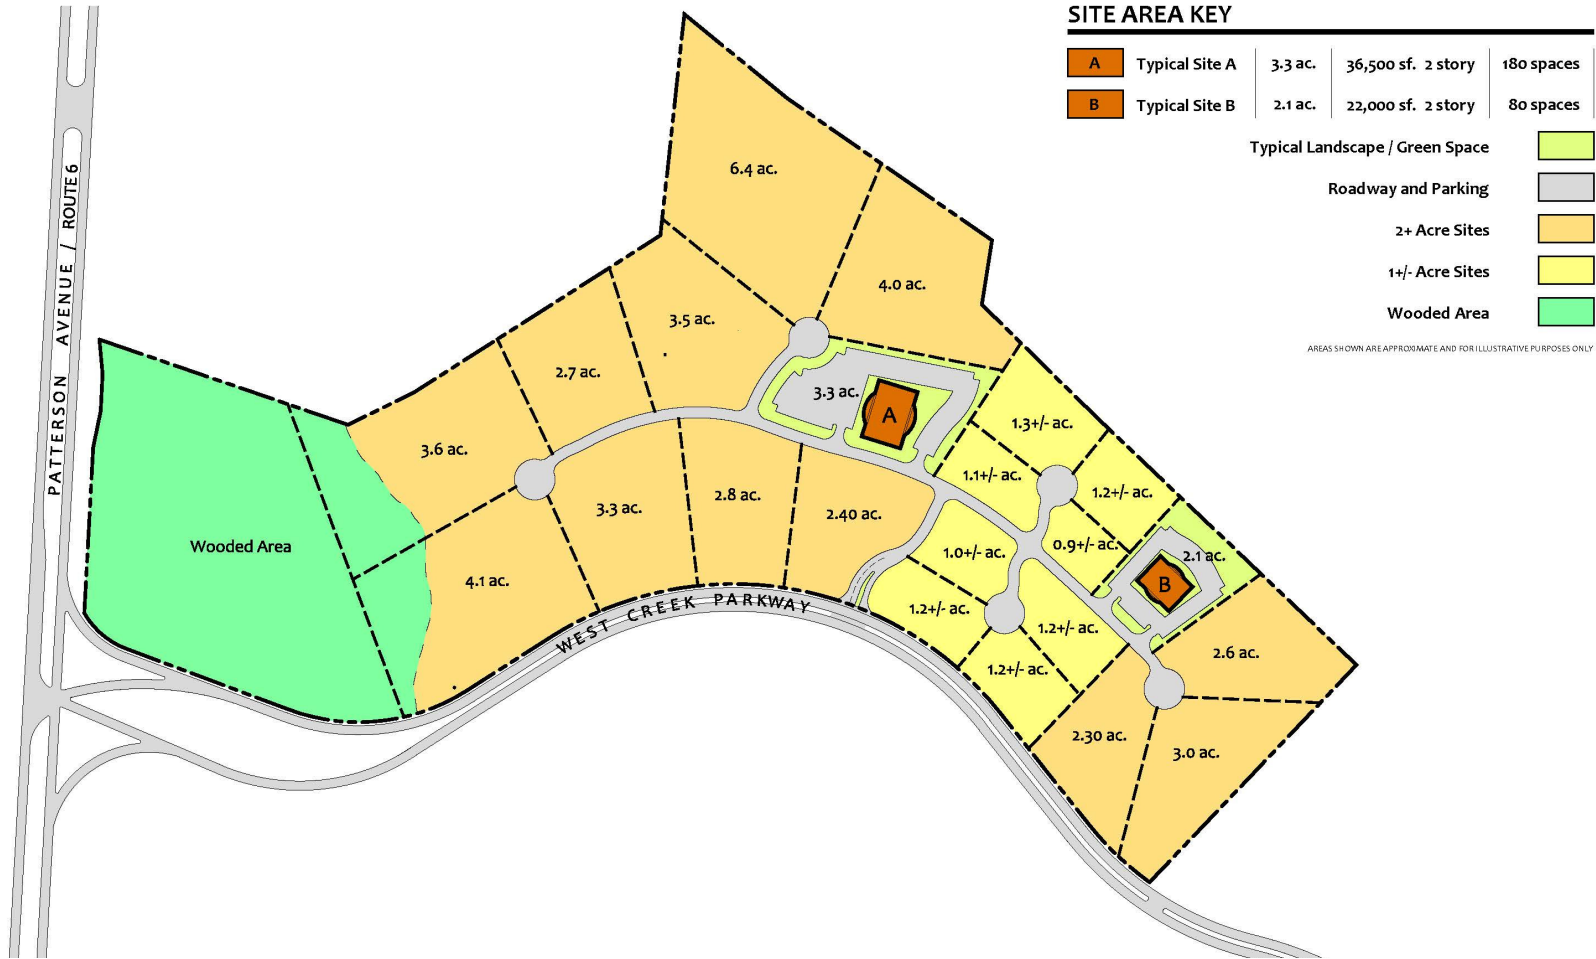 SITE AREA KEY
A Typical Site A 3.3 ac. 36,500 sf. 2 story 180 spaces
B Typical Site B 2.1 ac. 22,000 sf. 2 story 80 spaces
Typical Landscape / Green Space
Roadway and Parking
2+ Acre Sites
1+/- Acre Sites
Wooded Area
AREAS SHOWN ARE APPROXIMATE AND FOR ILLUSTRATIVE PURPOSES ONLY
PATTERSON AVENUE / ROUTE 6
6.4 ac.
4.0 ac.
3.5 ac.
2.7 ac.
3.3 ac.
A
3.6 ac.
1.3+/- ac.
1.1+/- ac.
1.2+/- ac.
3.3 ac.
2.8 ac.
2.40 ac.
Wooded Area
4.1 ac.
1.0+/- ac.
0.9+/- ac.
2.1 ac.
B
1.2+/- ac.
1.2+/- ac.
1.2+/- ac.
2.6 ac.
2.30 ac.
3.0 ac.
WEST CREEK PARKWAY